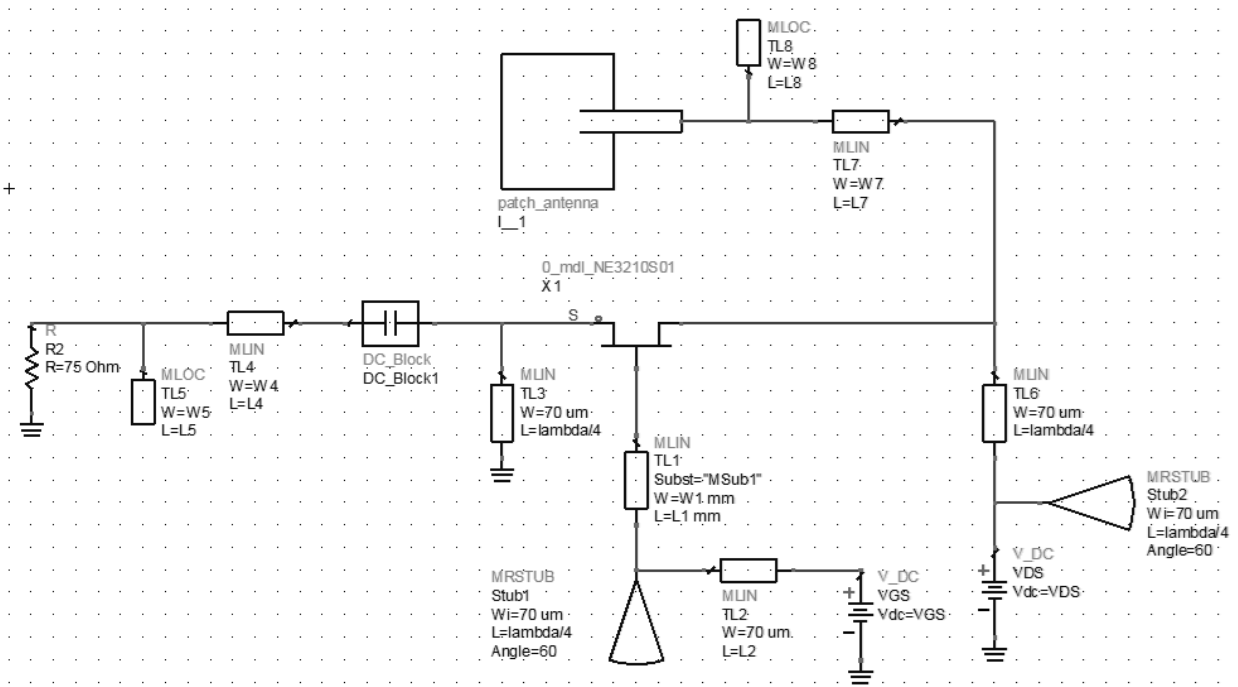 MLOC
TL8
W=W8
L=L8
MLIN
TL7
W=W7
L=L7
patch_antenna
I__1
0_mdl_NE3210S01
X1
S
R
R2
R=75 Ohm
MLOC
TL5
W=W5
L=L5
MLIN
TL4
W=W4
L=L4
DC_Block
DC_Block1
MLIN
TL3
W=70 um
L=lambda/4
MLIN
TL1
Subst="MSub1"
W=W1 mm
L=L1 mm
MLIN
TL6
W=70 um
L=lambda/4
MRSTUB
Stub2
Wi=70 um
L=lambda/4
Angle=60
V_DC
VDS
Vdc=VDS
MRSTUB
Stub1
Wi=70 um
L=lambda/4
Angle=60
MLIN
TL2
W=70 um
L=L2
V_DC
VGS
Vdc=VGS